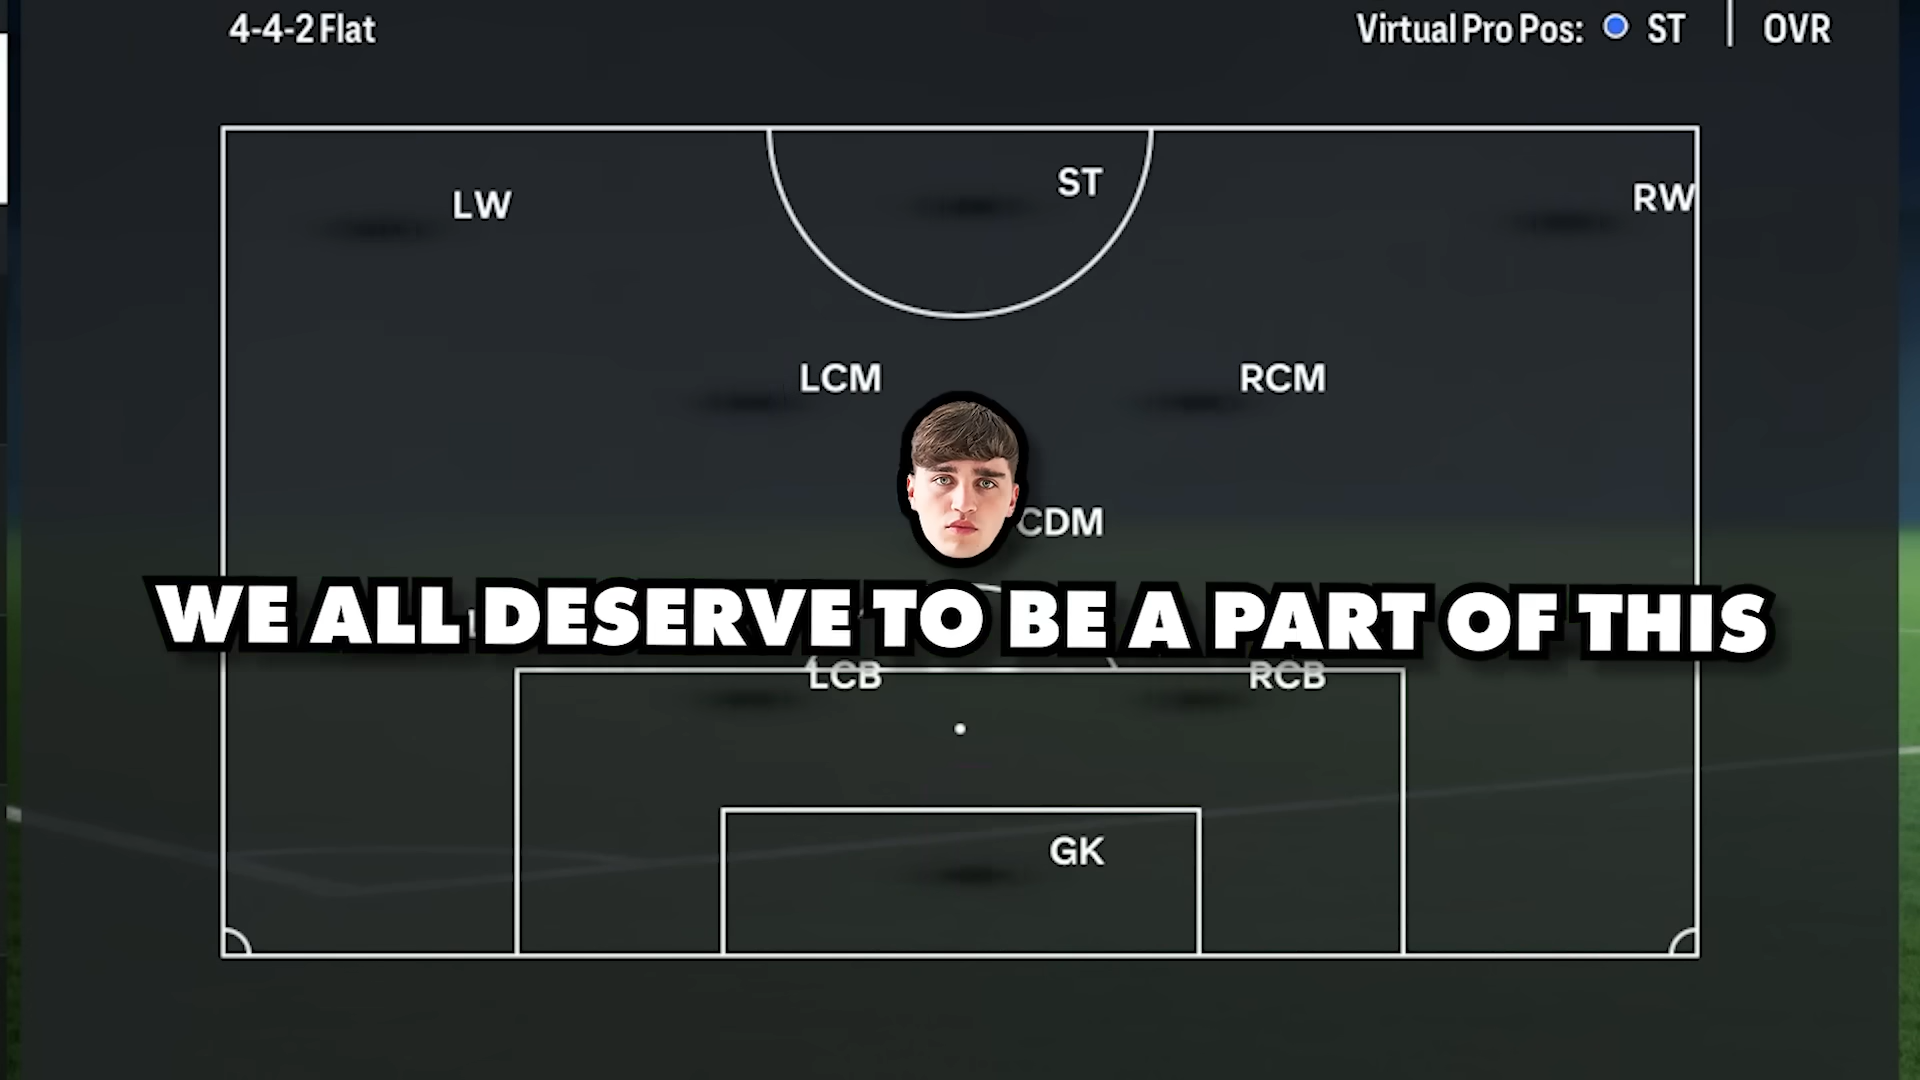 4-4-2 Flat
Virtual Pro Pos: ST | OVR
LW
ST
RW
LCM
RCM
CDM
WE ALL DESERVE TO BE A PART OF THIS
LCB
RCB
GK